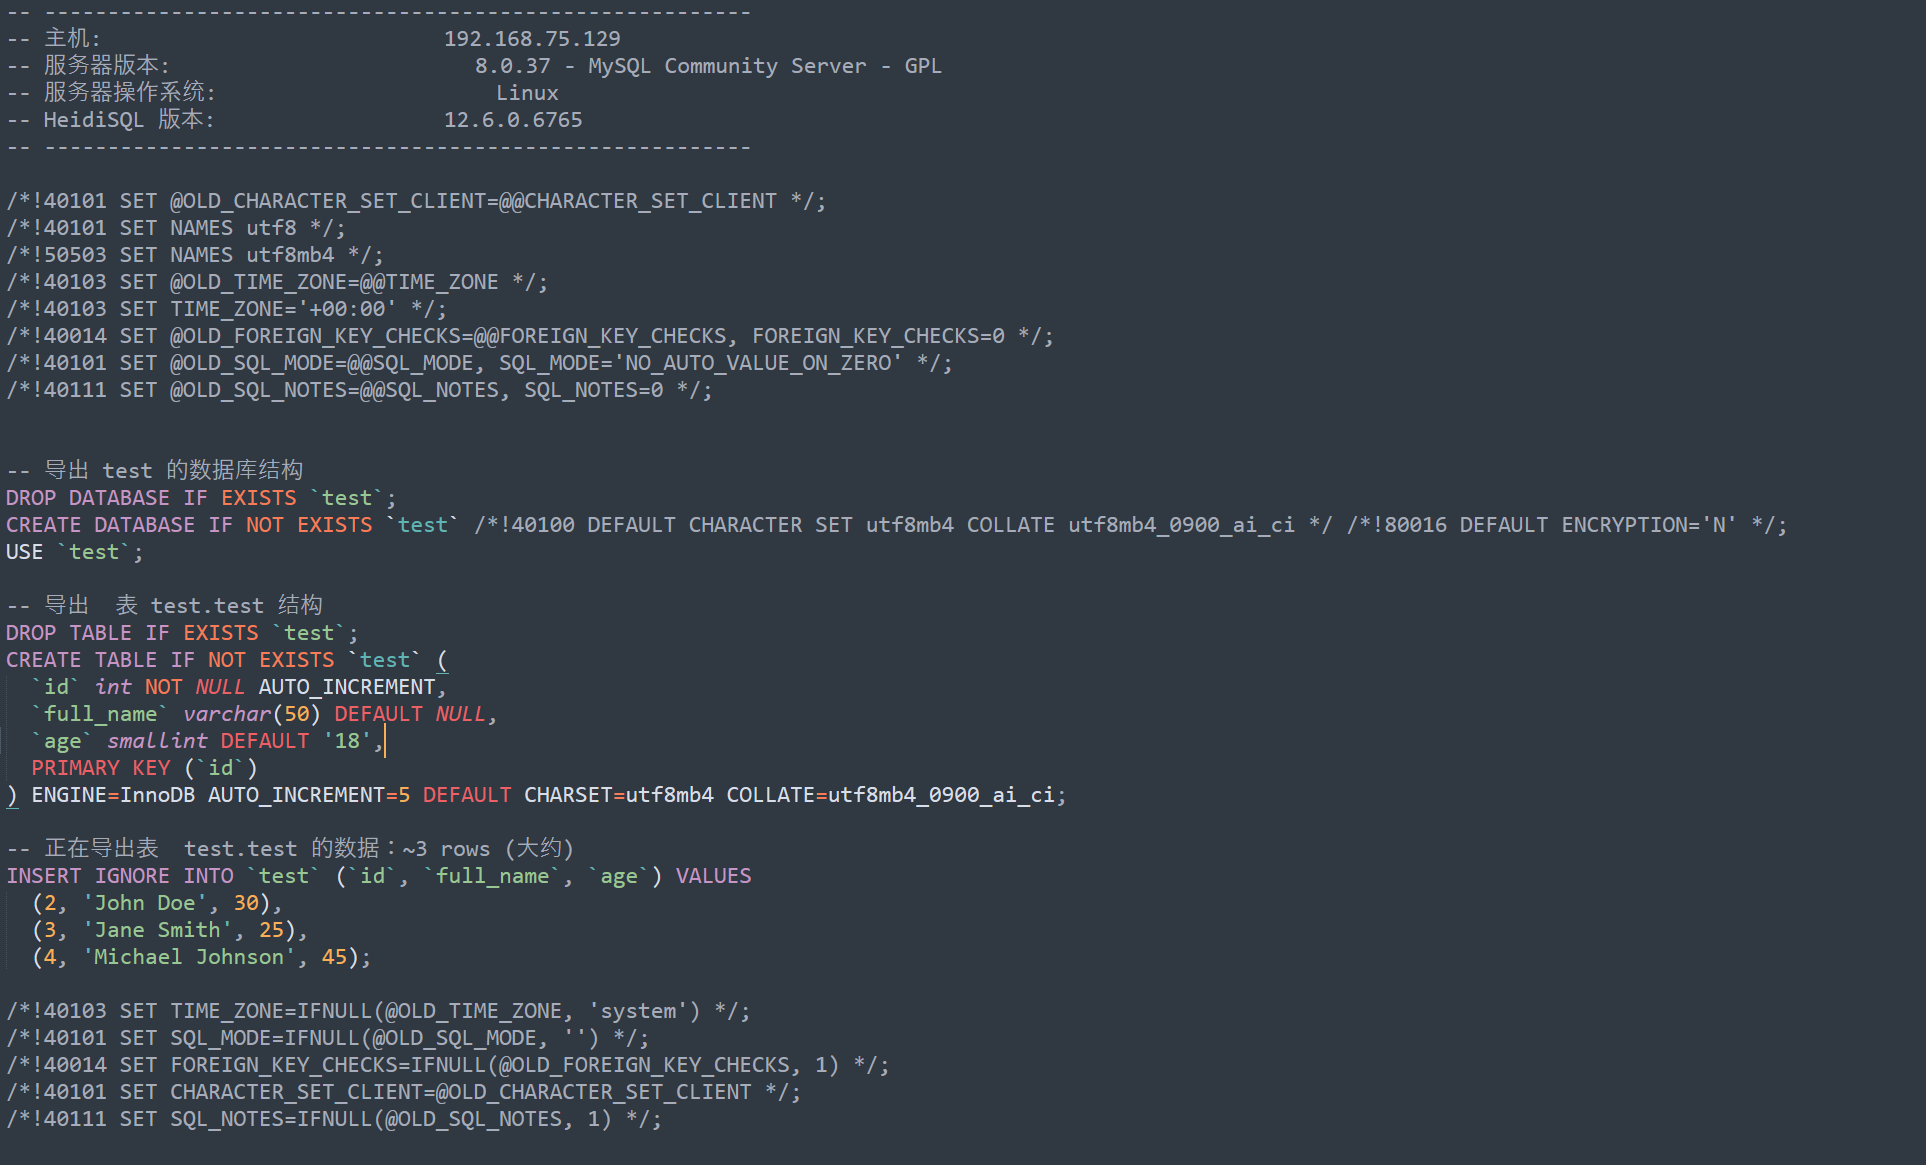 -- --------------------------------------------------------
-- 主机:                           192.168.75.129
-- 服务器版本:                        8.0.37 - MySQL Community Server - GPL
-- 服务器操作系统:                      Linux
-- HeidiSQL 版本:                  12.6.0.6765
-- --------------------------------------------------------

/*!40101 SET @OLD_CHARACTER_SET_CLIENT=@@CHARACTER_SET_CLIENT */;
/*!40101 SET NAMES utf8 */;
/*!50503 SET NAMES utf8mb4 */;
/*!40103 SET @OLD_TIME_ZONE=@@TIME_ZONE */;
/*!40103 SET TIME_ZONE='+00:00' */;
/*!40014 SET @OLD_FOREIGN_KEY_CHECKS=@@FOREIGN_KEY_CHECKS, FOREIGN_KEY_CHECKS=0 */;
/*!40101 SET @OLD_SQL_MODE=@@SQL_MODE, SQL_MODE='NO_AUTO_VALUE_ON_ZERO' */;
/*!40111 SET @OLD_SQL_NOTES=@@SQL_NOTES, SQL_NOTES=0 */;


-- 导出 test 的数据库结构
DROP DATABASE IF EXISTS `test`;
CREATE DATABASE IF NOT EXISTS `test` /*!40100 DEFAULT CHARACTER SET utf8mb4 COLLATE utf8mb4_0900_ai_ci */ /*!80016 DEFAULT ENCRYPTION='N' */;
USE `test`;

-- 导出  表 test.test 结构
DROP TABLE IF EXISTS `test`;
CREATE TABLE IF NOT EXISTS `test` (
  `id` int NOT NULL AUTO_INCREMENT,
  `full_name` varchar(50) DEFAULT NULL,
  `age` smallint DEFAULT '18',
  PRIMARY KEY (`id`)
) ENGINE=InnoDB AUTO_INCREMENT=5 DEFAULT CHARSET=utf8mb4 COLLATE=utf8mb4_0900_ai_ci;

-- 正在导出表  test.test 的数据：~3 rows (大约)
INSERT IGNORE INTO `test` (`id`, `full_name`, `age`) VALUES
  (2, 'John Doe', 30),
  (3, 'Jane Smith', 25),
  (4, 'Michael Johnson', 45);

/*!40103 SET TIME_ZONE=IFNULL(@OLD_TIME_ZONE, 'system') */;
/*!40101 SET SQL_MODE=IFNULL(@OLD_SQL_MODE, '') */;
/*!40014 SET FOREIGN_KEY_CHECKS=IFNULL(@OLD_FOREIGN_KEY_CHECKS, 1) */;
/*!40101 SET CHARACTER_SET_CLIENT=@OLD_CHARACTER_SET_CLIENT */;
/*!40111 SET SQL_NOTES=IFNULL(@OLD_SQL_NOTES, 1) */;